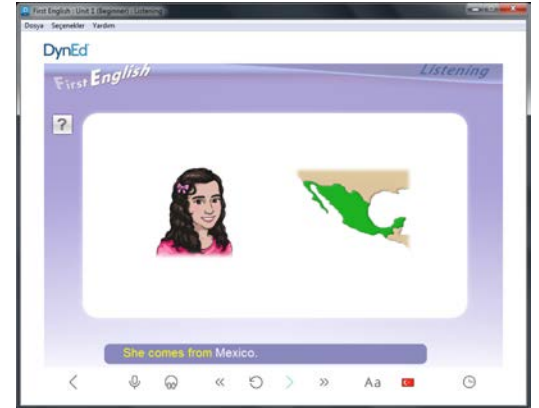 First English : Unit 1 (Beginner) : Listening
Dosya Seçenekler Yardım
DynEd
First English
Listening
?
She comes from Mexico.
Aa